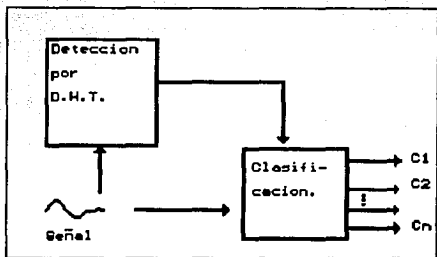 Deteccion
por
D.H.T.
Clasifi-
cacion.
C1
C2
:
Cn
Señal